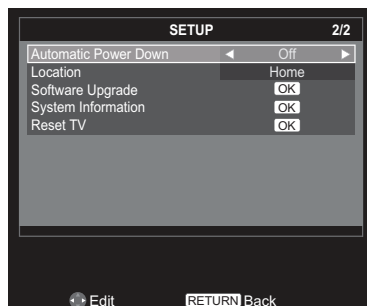 SETUP 2/2
Automatic Power Down ◀ Off ▶
Location Home
Software Upgrade OK
System Information OK
Reset TV OK
Edit RETURN Back